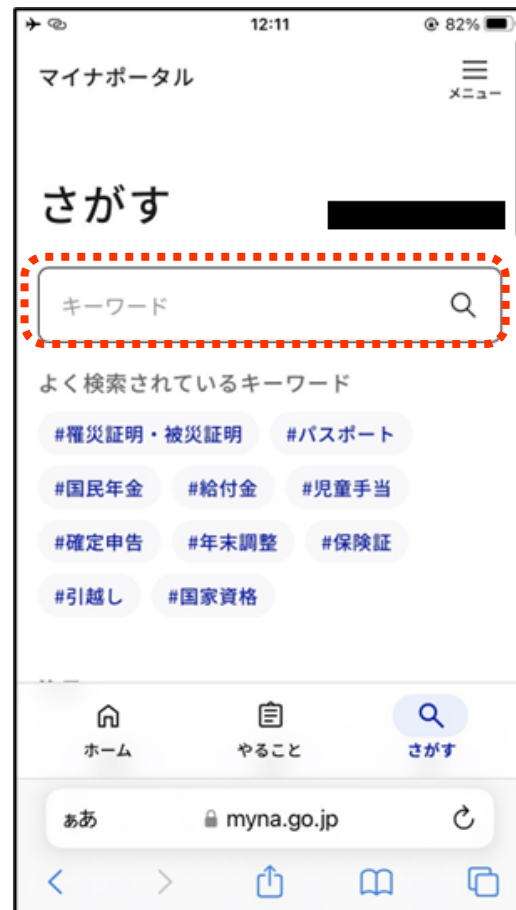 12:11 82%
マイナポータル
メニュー
さがす
キーワード
よく検索されているキーワード
#罹災証明・被災証明 #パスポート
#国民年金 #給付金 #児童手当
#確定申告 #年末調整 #保険証
#引越し #国家資格
ホーム やること さがす
ぁあ myna.go.jp